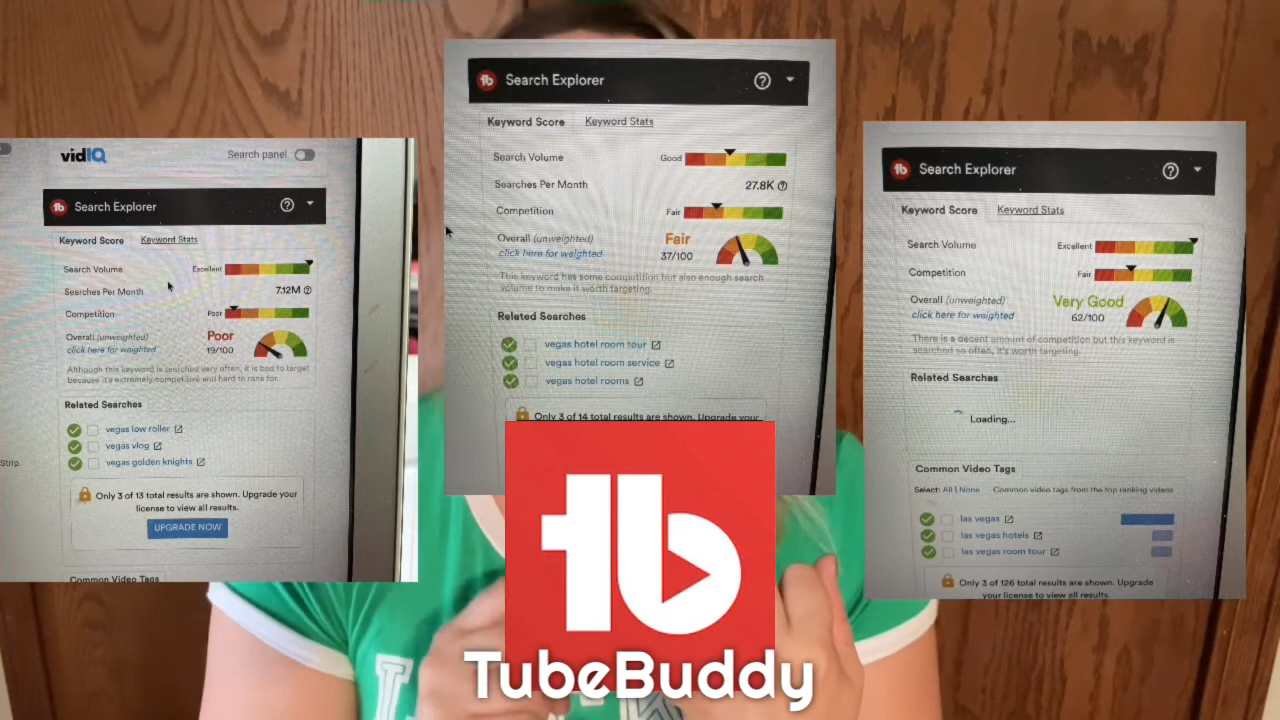 vidIQ
Search panel
Search Explorer
Keyword Score Keyword Stats
Search Volume Excellent
Searches Per Month 7.12M
Competition Poor
Overall (unweighted) Poor
click here for weighted 19/100
Although this keyword is searched very often, it is bad to target
because it's extremely competitive and hard to rank for.
Related Searches
vegas low roller
vegas vlog
vegas golden knights
Strip.
Only 3 of 13 total results are shown. Upgrade your
license to view all results.
UPGRADE NOW
Common Video Tags
Search Explorer
Keyword Score Keyword Stats
Search Volume Good
Searches Per Month 27.8K
Competition Fair
Overall (unweighted) Fair
click here for weighted 37/100
This keyword has some competition but also enough search
volume to make it worth targeting.
Related Searches
vegas hotel room tour
vegas hotel room service
vegas hotel rooms
Only 3 of 14 total results are shown. Upgrade your
Search Explorer
Keyword Score Keyword Stats
Search Volume Excellent
Competition Fair
Overall (unweighted) Very Good
click here for weighted 62/100
There is a decent amount of competition but this keyword is
searched so often, it's worth targeting.
Related Searches
Loading...
Common Video Tags
Select: All | None Common video tags from the top ranking videos
las vegas
las vegas hotels
las vegas room tour
Only 3 of 126 total results are shown. Upgrade
your license to view all results.
tb
TubeBuddy